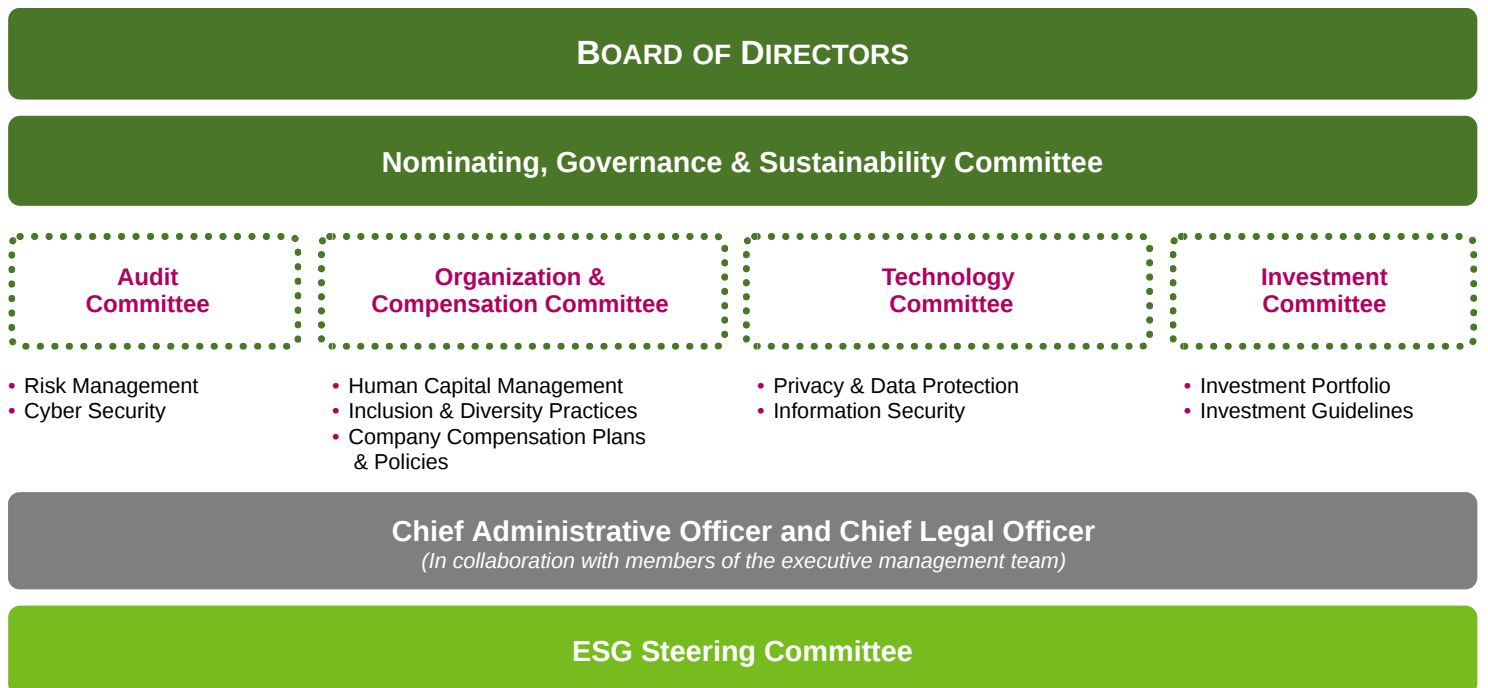 BOARD OF DIRECTORS
Nominating, Governance & Sustainability Committee
Audit
Committee
• Risk Management
• Cyber Security
Organization &
Compensation Committee
• Human Capital Management
• Inclusion & Diversity Practices
• Company Compensation Plans
& Policies
Technology
Committee
• Privacy & Data Protection
• Information Security
Investment
Committee
• Investment Portfolio
• Investment Guidelines
Chief Administrative Officer and Chief Legal Officer
(In collaboration with members of the executive management team)
ESG Steering Committee